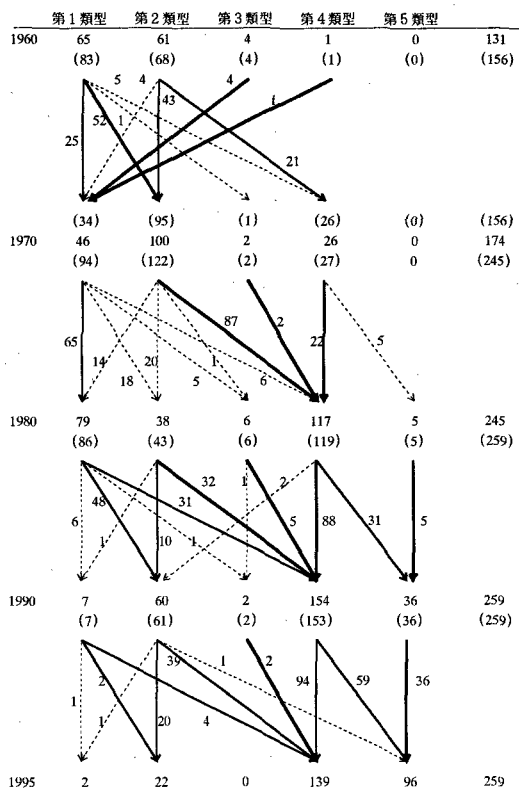 第1類型 第2類型 第3類型 第4類型 第5類型
1960 65 61 4 1 0 131
(83) (68) (4) (1) (0) (156)
5 4 4
52 1 43 1
25 21
(34) (95) (1) (26) (0) (156)
1970 46 100 2 26 0 174
(94) (122) (2) (27) 0 (245)
87 2
65 22 5
14 20 1
18 5 6
1980 79 38 6 117 5 245
(86) (43) (6) (119) (5) (259)
32 1 2
48 31
6 5 88 31 5
1 10 1
1990 7 60 2 154 36 259
(7) (61) (2) (153) (36) (259)
39 1 2
2 94 59 36
1
1 20 4
1995 2 22 0 139 96 259